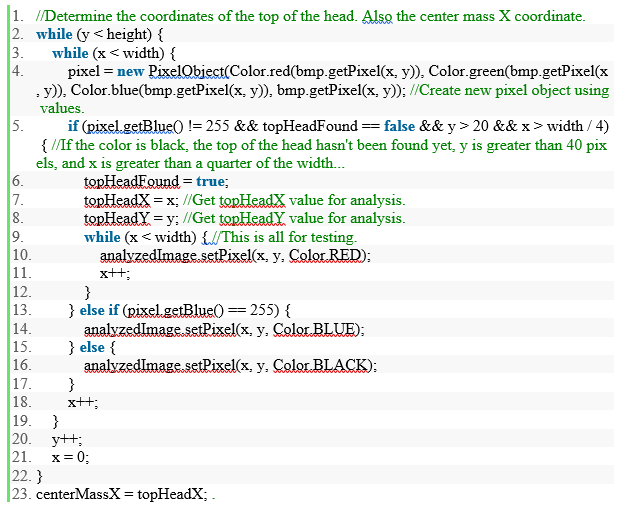 1. //Determine the coordinates of the top of the head. Also the center mass X coordinate.
2. while (y < height) {
3. while (x < width) {
4. pixel = new PixelObject(Color.red(bmp.getPixel(x, y)), Color.green(bmp.getPixel(x
, y)), Color.blue(bmp.getPixel(x, y)), bmp.getPixel(x, y)); //Create new pixel object using
values.
5. if (pixel.getBlue() != 255 && topHeadFound == false && y > 20 && x > width / 4)
{ //If the color is black, the top of the head hasn't been found yet, y is greater than 40 pix
els, and x is greater than a quarter of the width...
6. topHeadFound = true;
7. topHeadX = x; //Get topHeadX value for analysis.
8. topHeadY = y; //Get topHeadY value for analysis.
9. while (x < width) { //This is all for testing.
10. analyzedImage.setPixel(x, y, Color.RED);
11. x++;
12. }
13. } else if (pixel.getBlue() == 255) {
14. analyzedImage.setPixel(x, y, Color.BLUE);
15. } else {
16. analyzedImage.setPixel(x, y, Color.BLACK);
17. }
18. x++;
19. }
20. y++;
21. x = 0;
22. }
23. centerMassX = topHeadX; .